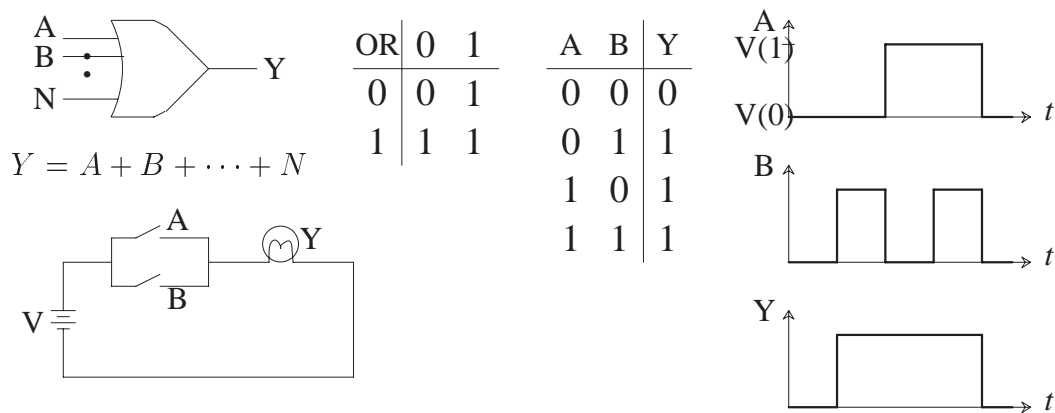 A
B
N
Y
Y = A + B + · · · + N
A
B
Y
V
OR 0 1
0 0 1
1 1 1
A B Y
0 0 0
0 1 1
1 0 1
1 1 1
A
V(1)
V(0)
t
B
t
Y
t